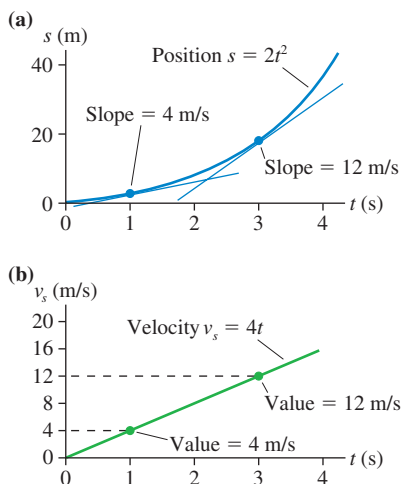 (a)
s (m)
40
Position s = 2t²
Slope = 4 m/s
20
Slope = 12 m/s
0
0 1 2 3 4 t (s)
(b)
vₛ (m/s)
20
16
Velocity vₛ = 4t
12
8
Value = 12 m/s
4
Value = 4 m/s
0
0 1 2 3 4 t (s)